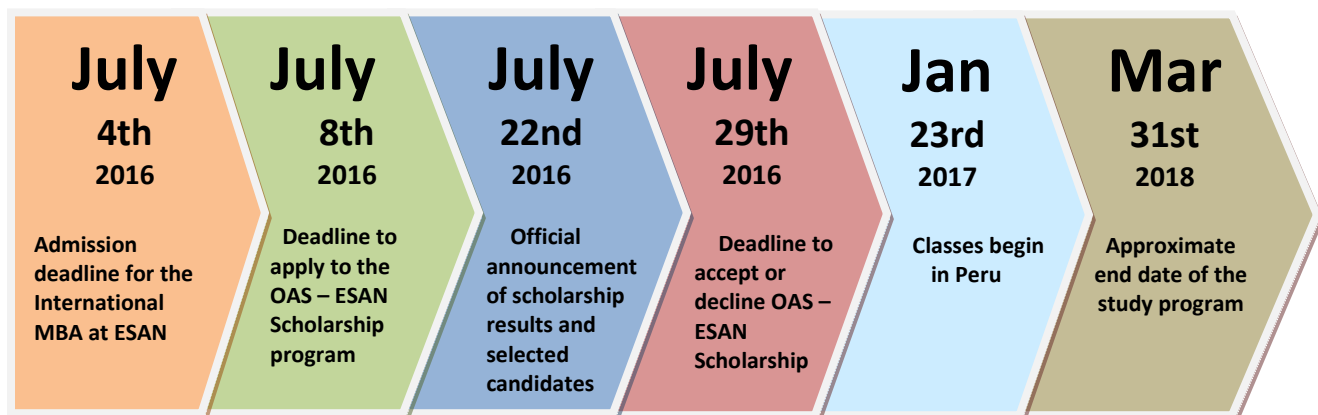 July
4th
2016
Admission
deadline for the
International
MBA at ESAN
July
8th
2016
Deadline to
apply to the
OAS – ESAN
Scholarship
program
July
22nd
2016
Official
announcement
of scholarship
results and
selected
candidates
July
29th
2016
Deadline to
accept or
decline OAS –
ESAN
Scholarship
Jan
23rd
2017
Classes begin
in Peru
Mar
31st
2018
Approximate
end date of the
study program